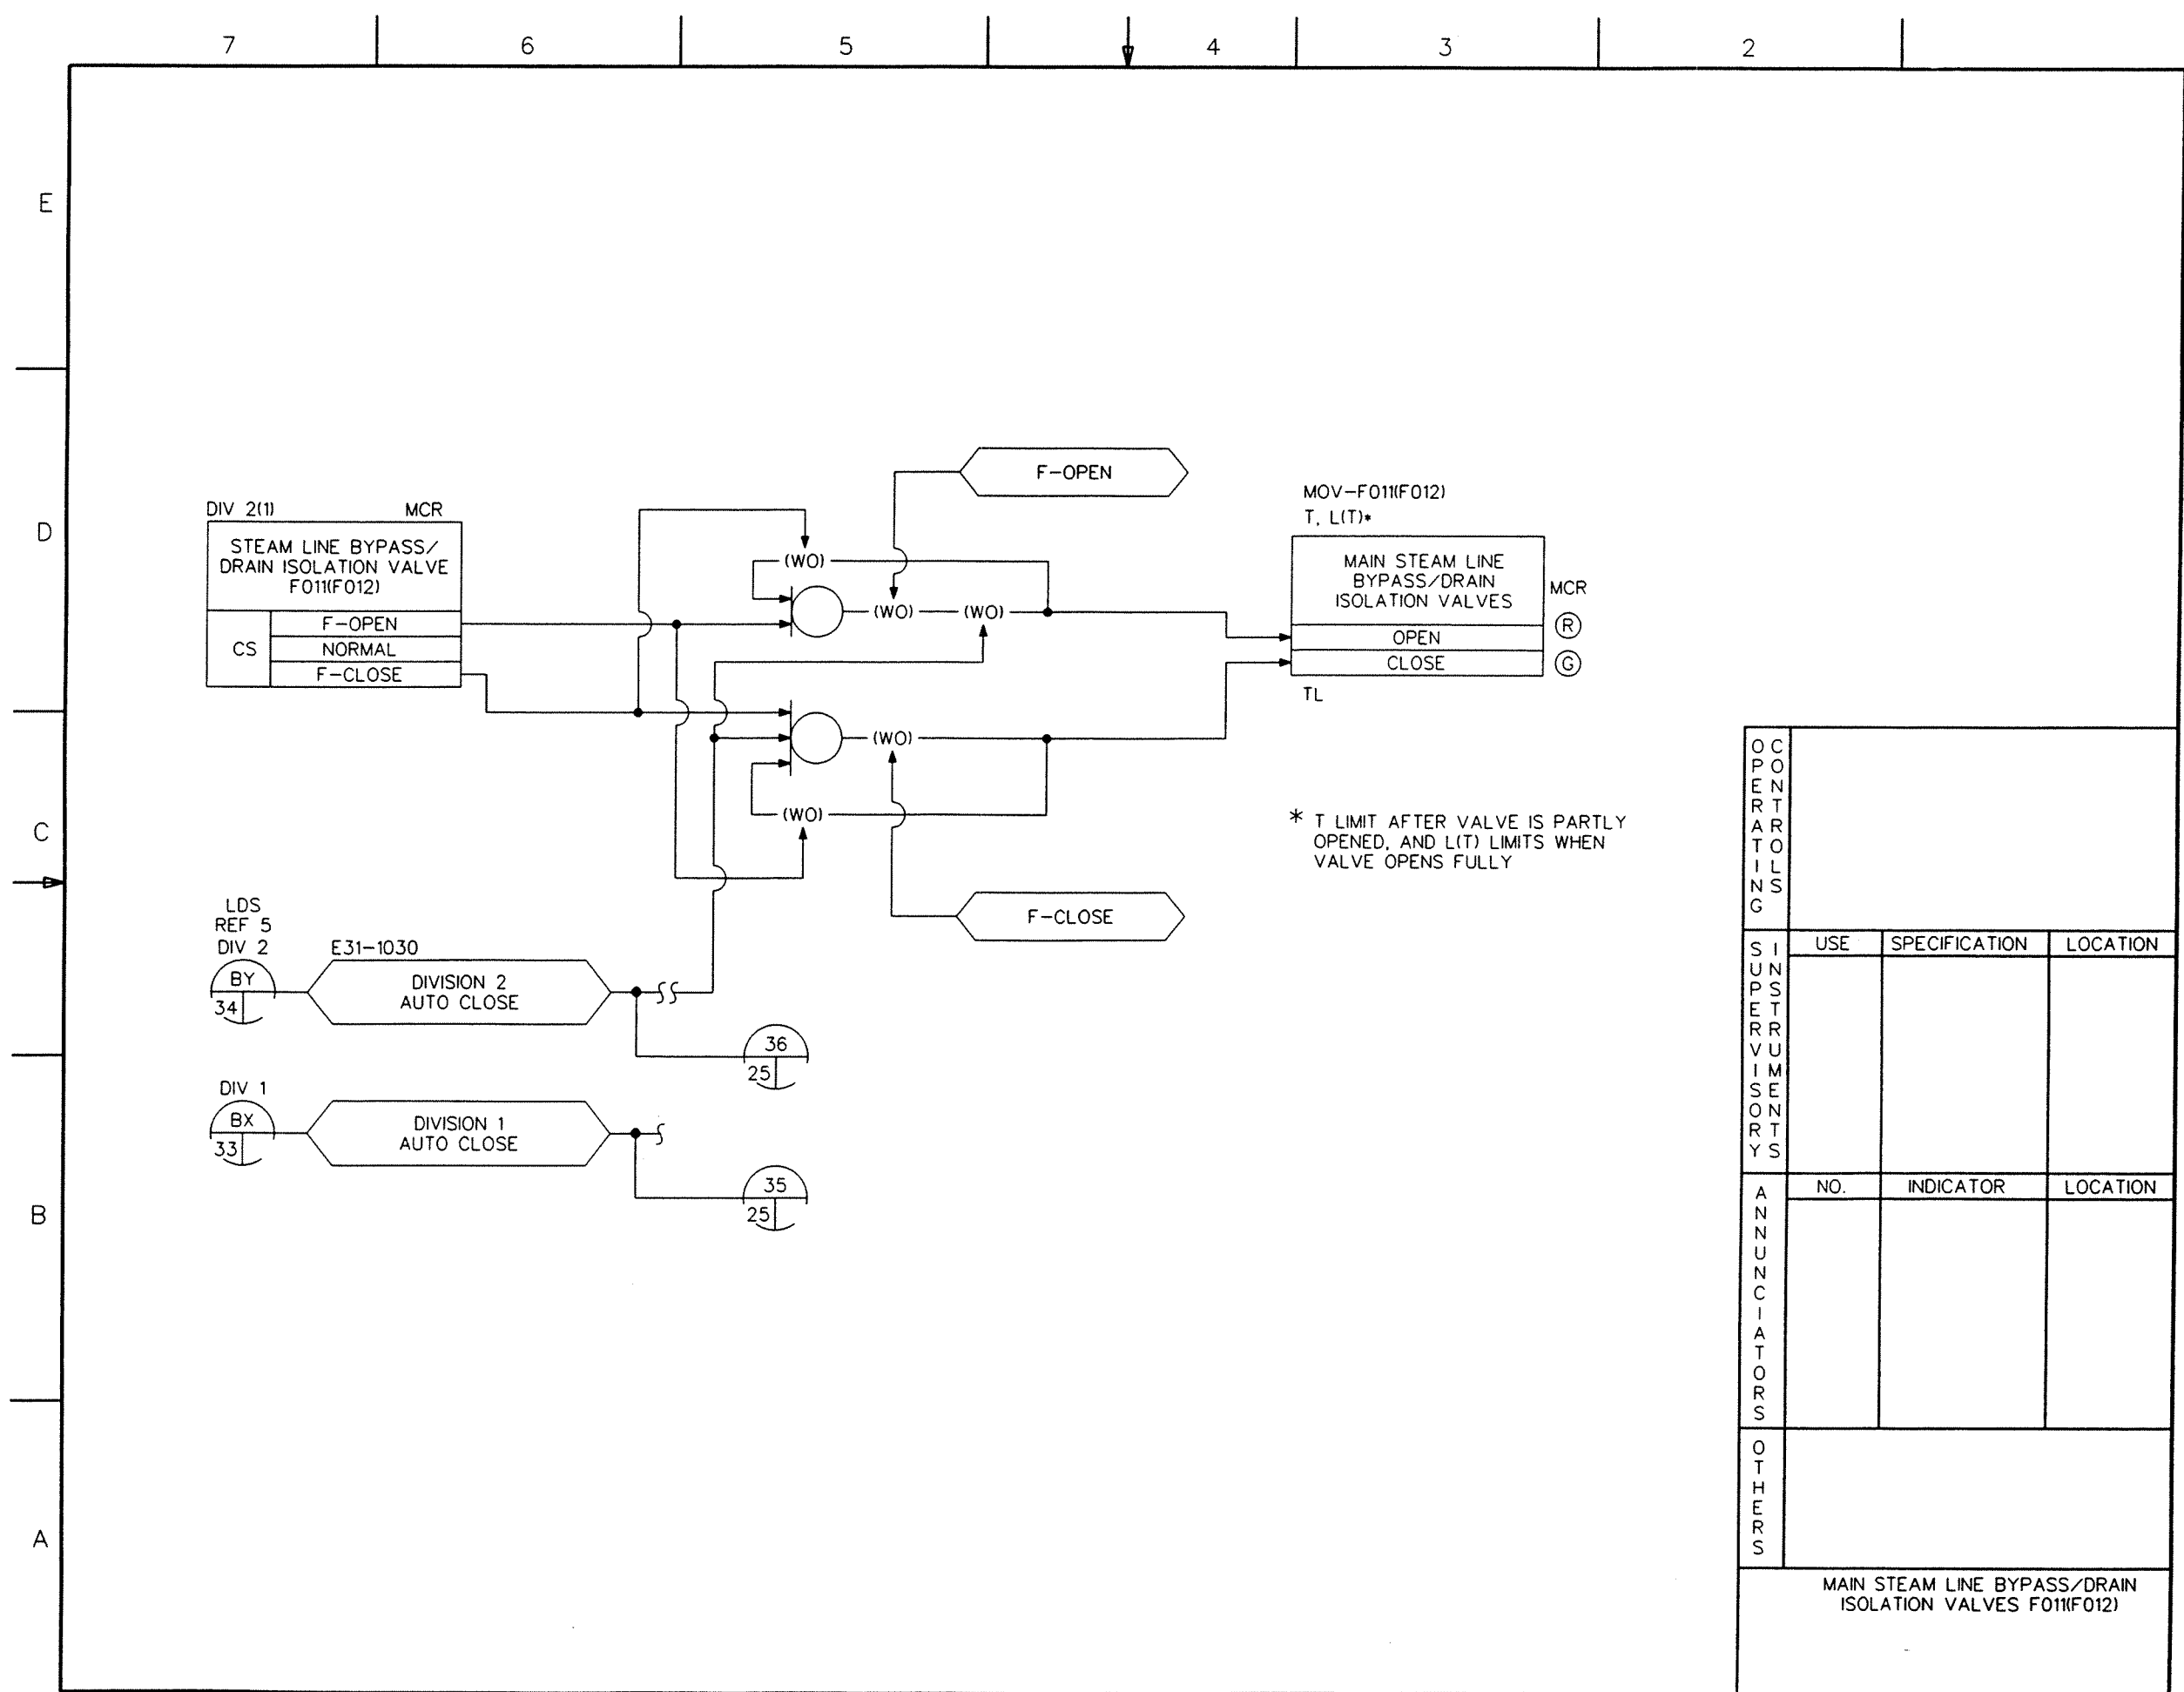 7 6 5 4 3 2
E
D
C
B
A
F-OPEN
DIV 2(1) MCR
STEAM LINE BYPASS/
DRAIN ISOLATION VALVE
F011(F012)
CS
F-OPEN
NORMAL
F-CLOSE
(WO)
(WO) (WO)
(WO)
(WO)
MOV-F011(F012)
T, L(T)*
MAIN STEAM LINE
BYPASS/DRAIN
ISOLATION VALVES
MCR
OPEN
R
CLOSE
G
TL
* T LIMIT AFTER VALVE IS PARTLY
OPENED, AND L(T) LIMITS WHEN
VALVE OPENS FULLY
F-CLOSE
LDS
REF 5
DIV 2
BY
34
E31-1030
DIVISION 2
AUTO CLOSE
36
25
DIV 1
BX
33
DIVISION 1
AUTO CLOSE
35
25
OPERATING
CONTROLS
SUPERVISORY
INSTRUMENTS
USE SPECIFICATION LOCATION
ANNUNCIATORS
NO. INDICATOR LOCATION
OTHERS
MAIN STEAM LINE BYPASS/DRAIN
ISOLATION VALVES F011(F012)